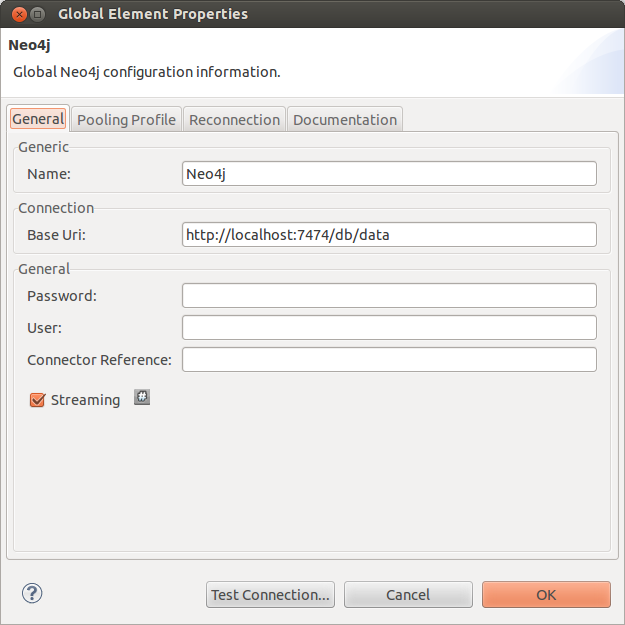 Global Element Properties
Neo4j
Global Neo4j configuration information.
General Pooling Profile Reconnection Documentation
Generic
Name: Neo4j
Connection
Base Uri: http://localhost:7474/db/data
General
Password:
User:
Connector Reference:
Streaming #
? Test Connection... Cancel OK